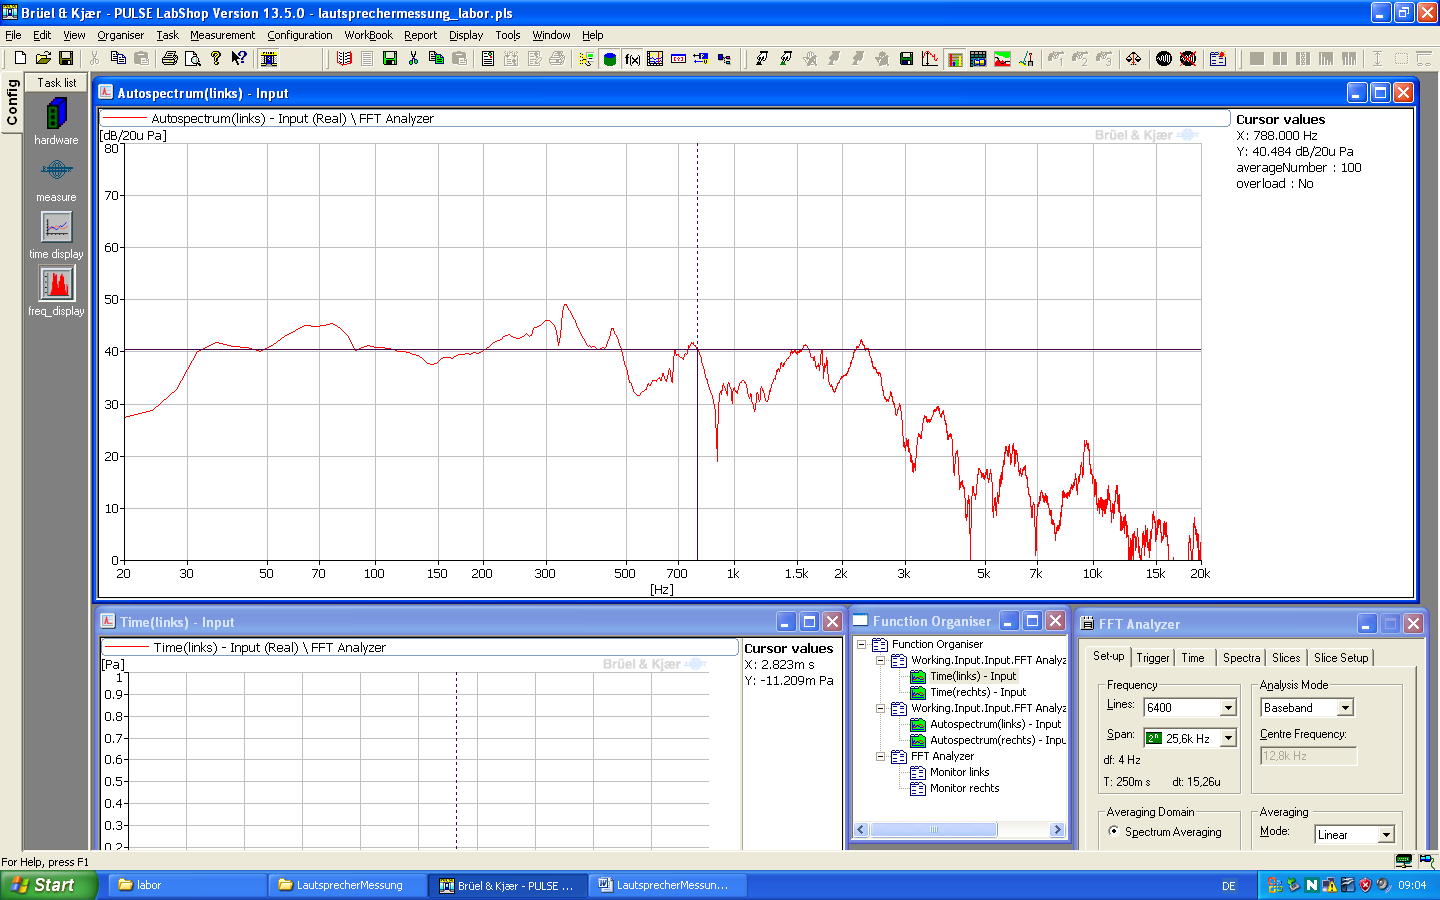 Brüel & Kjær - PULSE LabShop Version 13.5.0 - lautsprechermessung_labor.pls
File Edit View Organiser Task Measurement Configuration WorkBook Report Display Tools Window Help
Config
Task list
hardware
measure
time display
freq_display
Autospectrum(links) - Input
Autospectrum(links) - Input (Real) \ FFT Analyzer
[dB/20u Pa]
Brüel & Kjær
80
70
60
50
40
30
20
10
0
20 30 50 70 100 150 200 300 500 700 1k 1.5k 2k 3k 5k 7k 10k 15k 20k
[Hz]
Cursor values
X: 788.000 Hz
Y: 40.484 dB/20u Pa
averageNumber : 100
overload : No
Time(links) - Input
Time(links) - Input (Real) \ FFT Analyzer
[Pa]
Brüel & Kjær
1
0.9
0.8
0.7
0.6
0.5
0.4
0.3
0.2
Cursor values
X: 2.823m s
Y: -11.209m Pa
Function Organiser
Function Organiser
Working.Input.Input.FFT Analyz
Time(links) - Input
Time(rechts) - Input
Working.Input.Input.FFT Analyz
Autospectrum(links) - Input
Autospectrum(rechts) - Inpu
FFT Analyzer
Monitor links
Monitor rechts
FFT Analyzer
Set-up Trigger Time Spectra Slices Slice Setup
Frequency
Lines: 6400
Span: 2ⁿ 25,6k Hz
df: 4 Hz
T: 250m s dt: 15,26u
Analysis Mode
Baseband
Centre Frequency:
12,8k Hz
Averaging Domain
Spectrum Averaging
Averaging
Mode: Linear
For Help, press F1
Start labor LautsprecherMessung Brüel & Kjær - PULSE ... LautsprecherMessun... DE 09:04